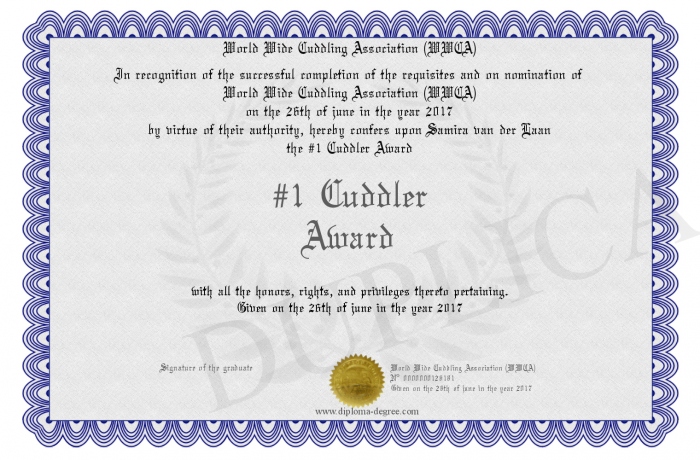 World Wide Cuddling Association (WWCA)
In recognition of the successful completion of the requisites and on nomination of
World Wide Cuddling Association (WWCA)
on the 26th of june in the year 2017
by virtue of their authority, hereby confers upon Samira van der Laan
the #1 Cuddler Award
#1 Cuddler
Award
DUPLICA
with all the honors, rights, and privileges thereto pertaining.
Given on the 26th of june in the year 2017
Signature of the graduate
World Wide Cuddling Association (WWCA)
Nº
Given on the 26th of june in the year 2017
www.diploma-degree.com